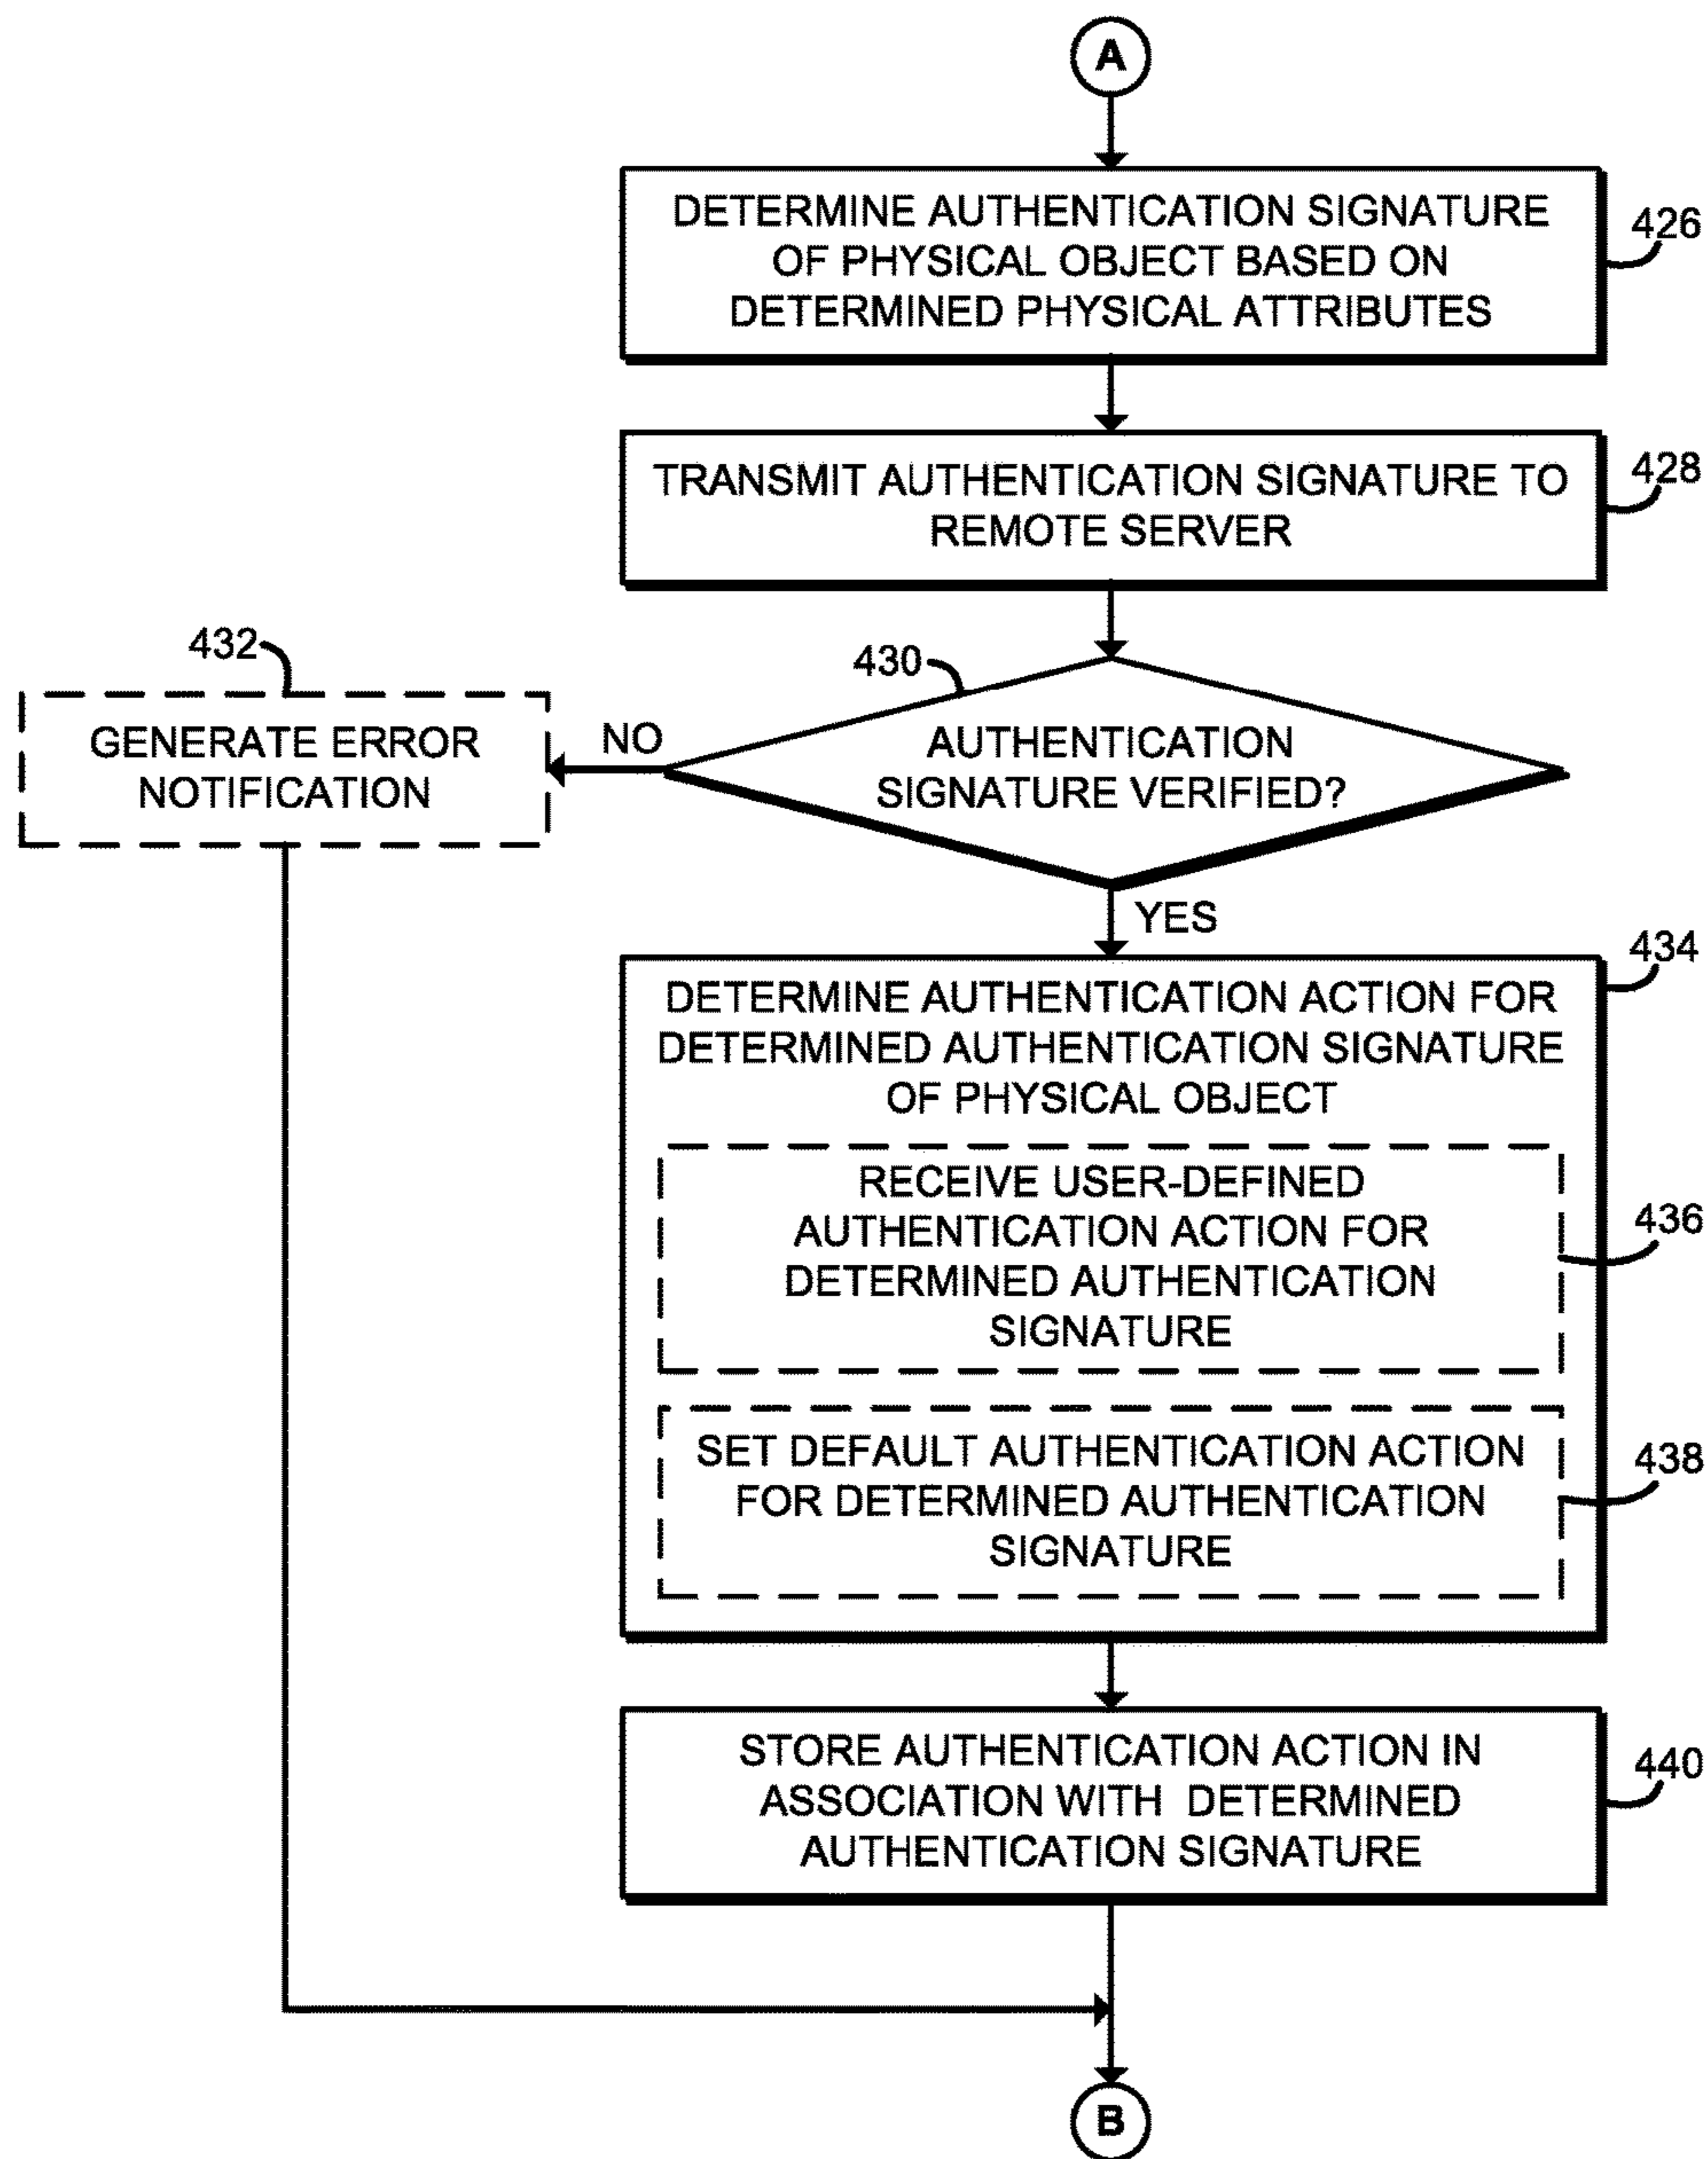 A
DETERMINE AUTHENTICATION SIGNATURE
OF PHYSICAL OBJECT BASED ON
DETERMINED PHYSICAL ATTRIBUTES
426
TRANSMIT AUTHENTICATION SIGNATURE TO
REMOTE SERVER
428
432
GENERATE ERROR
NOTIFICATION
NO
430
AUTHENTICATION
SIGNATURE VERIFIED?
YES
434
DETERMINE AUTHENTICATION ACTION FOR
DETERMINED AUTHENTICATION SIGNATURE
OF PHYSICAL OBJECT
RECEIVE USER-DEFINED
AUTHENTICATION ACTION FOR
DETERMINED AUTHENTICATION
SIGNATURE
436
SET DEFAULT AUTHENTICATION ACTION
FOR DETERMINED AUTHENTICATION
SIGNATURE
438
STORE AUTHENTICATION ACTION IN
ASSOCIATION WITH DETERMINED
AUTHENTICATION SIGNATURE
440
B